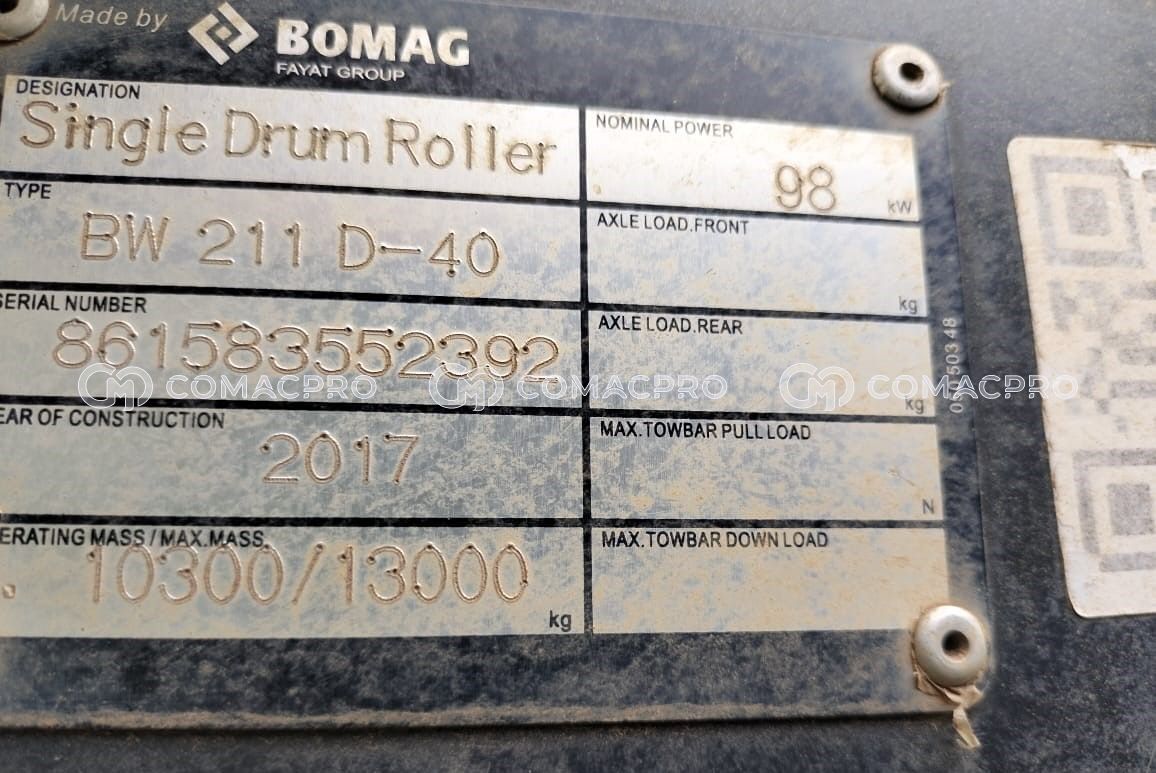 Made by BOMAG
FAYAT GROUP
DESIGNATION
Single Drum Roller
NOMINAL POWER
98 kW
TYPE
BW 211 D-40
AXLE LOAD.FRONT
kg
SERIAL NUMBER
861583552392
AXLE LOAD.REAR
kg
COMACPRO COMACPRO COMACPRO
EAR OF CONSTRUCTION
2017
MAX.TOWBAR PULL LOAD
N
ERATING MASS / MAX.MASS.
10300/13000
kg
MAX.TOWBAR DOWN LOAD